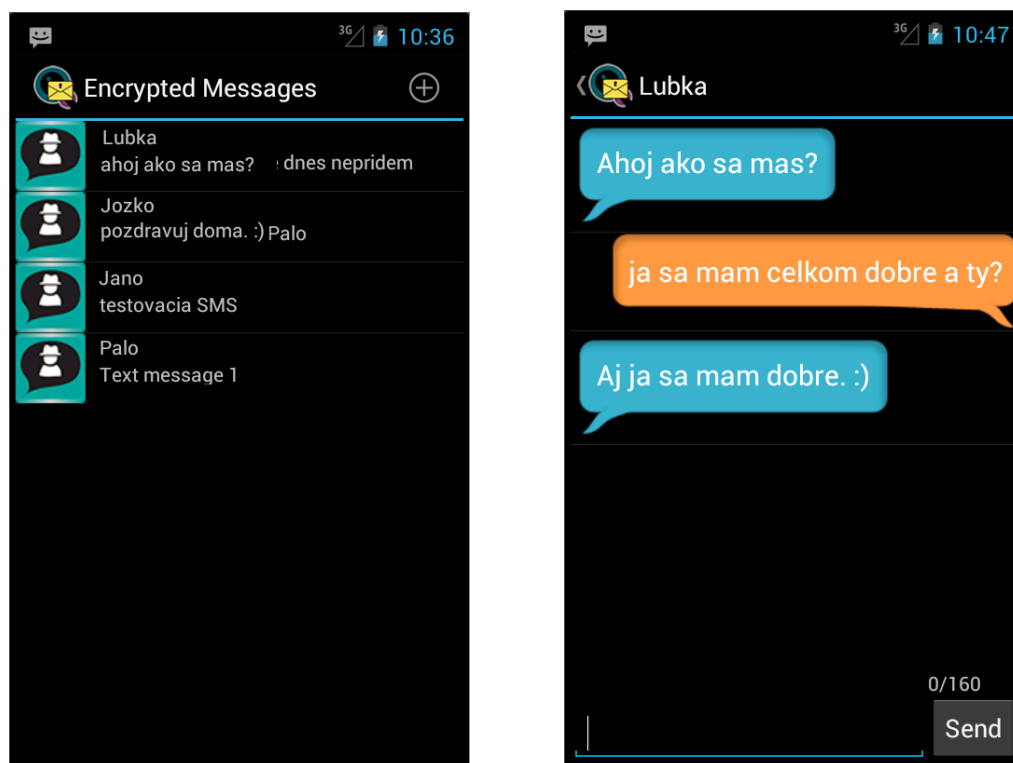 3G 10:36
Encrypted Messages
Lubka
ahoj ako sa mas? : dnes nepridem
Jozko
pozdravuj doma. :) Palo
Jano
testovacia SMS
Palo
Text message 1
3G 10:47
Lubka
Ahoj ako sa mas?
ja sa mam celkom dobre a ty?
Aj ja sa mam dobre. :)
0/160
Send